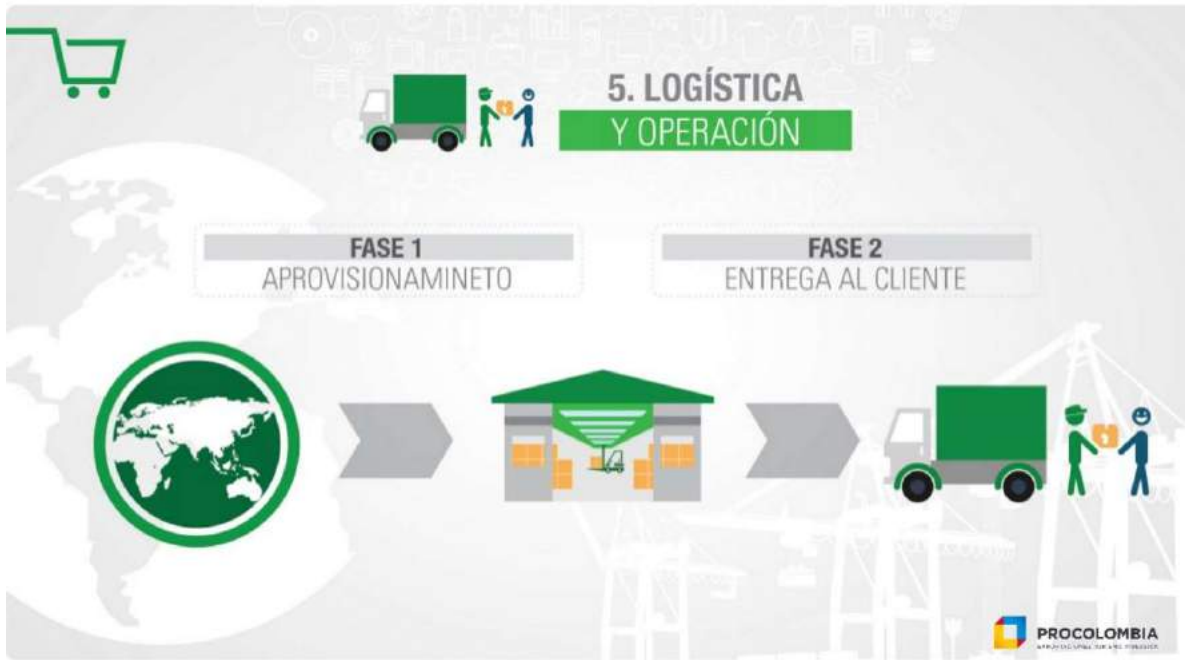 5. LOGÍSTICA
Y OPERACIÓN
FASE 1
APROVISIONAMINETO
FASE 2
ENTREGA AL CLIENTE
PROCOLOMBIA